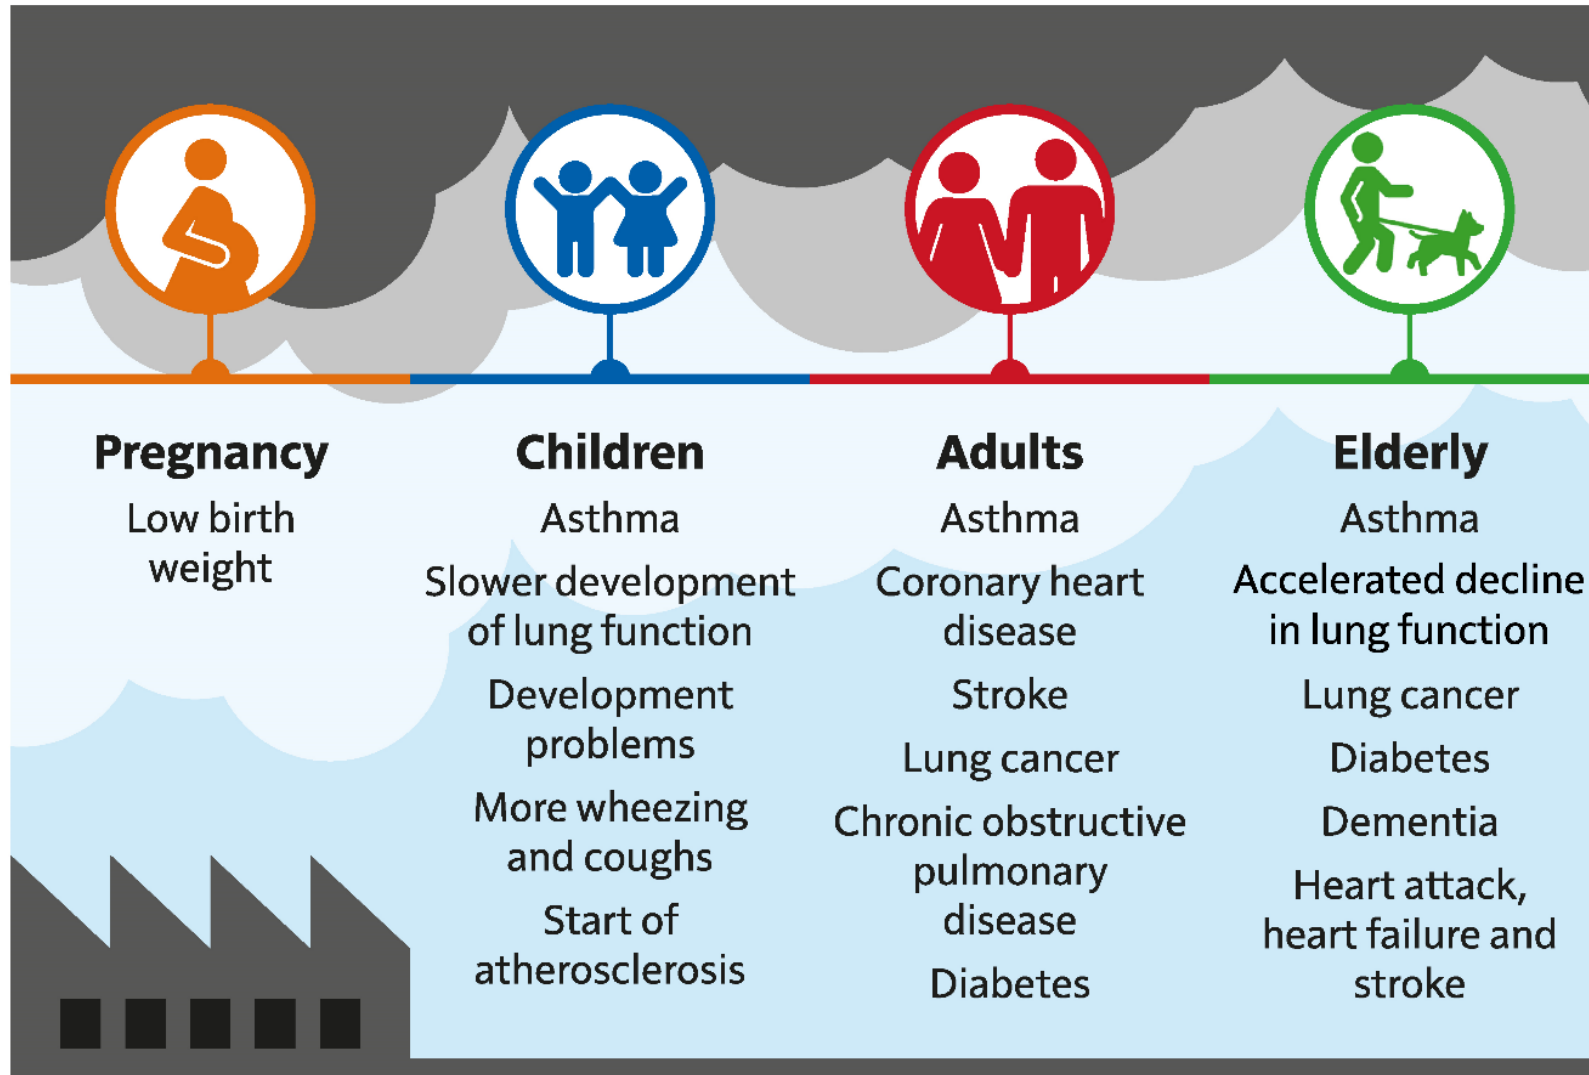 Pregnancy
Low birth
weight
Children
Asthma
Slower development
of lung function
Development
problems
More wheezing
and coughs
Start of
atherosclerosis
Adults
Asthma
Coronary heart
disease
Stroke
Lung cancer
Chronic obstructive
pulmonary
disease
Diabetes
Elderly
Asthma
Accelerated decline
in lung function
Lung cancer
Diabetes
Dementia
Heart attack,
heart failure and
stroke